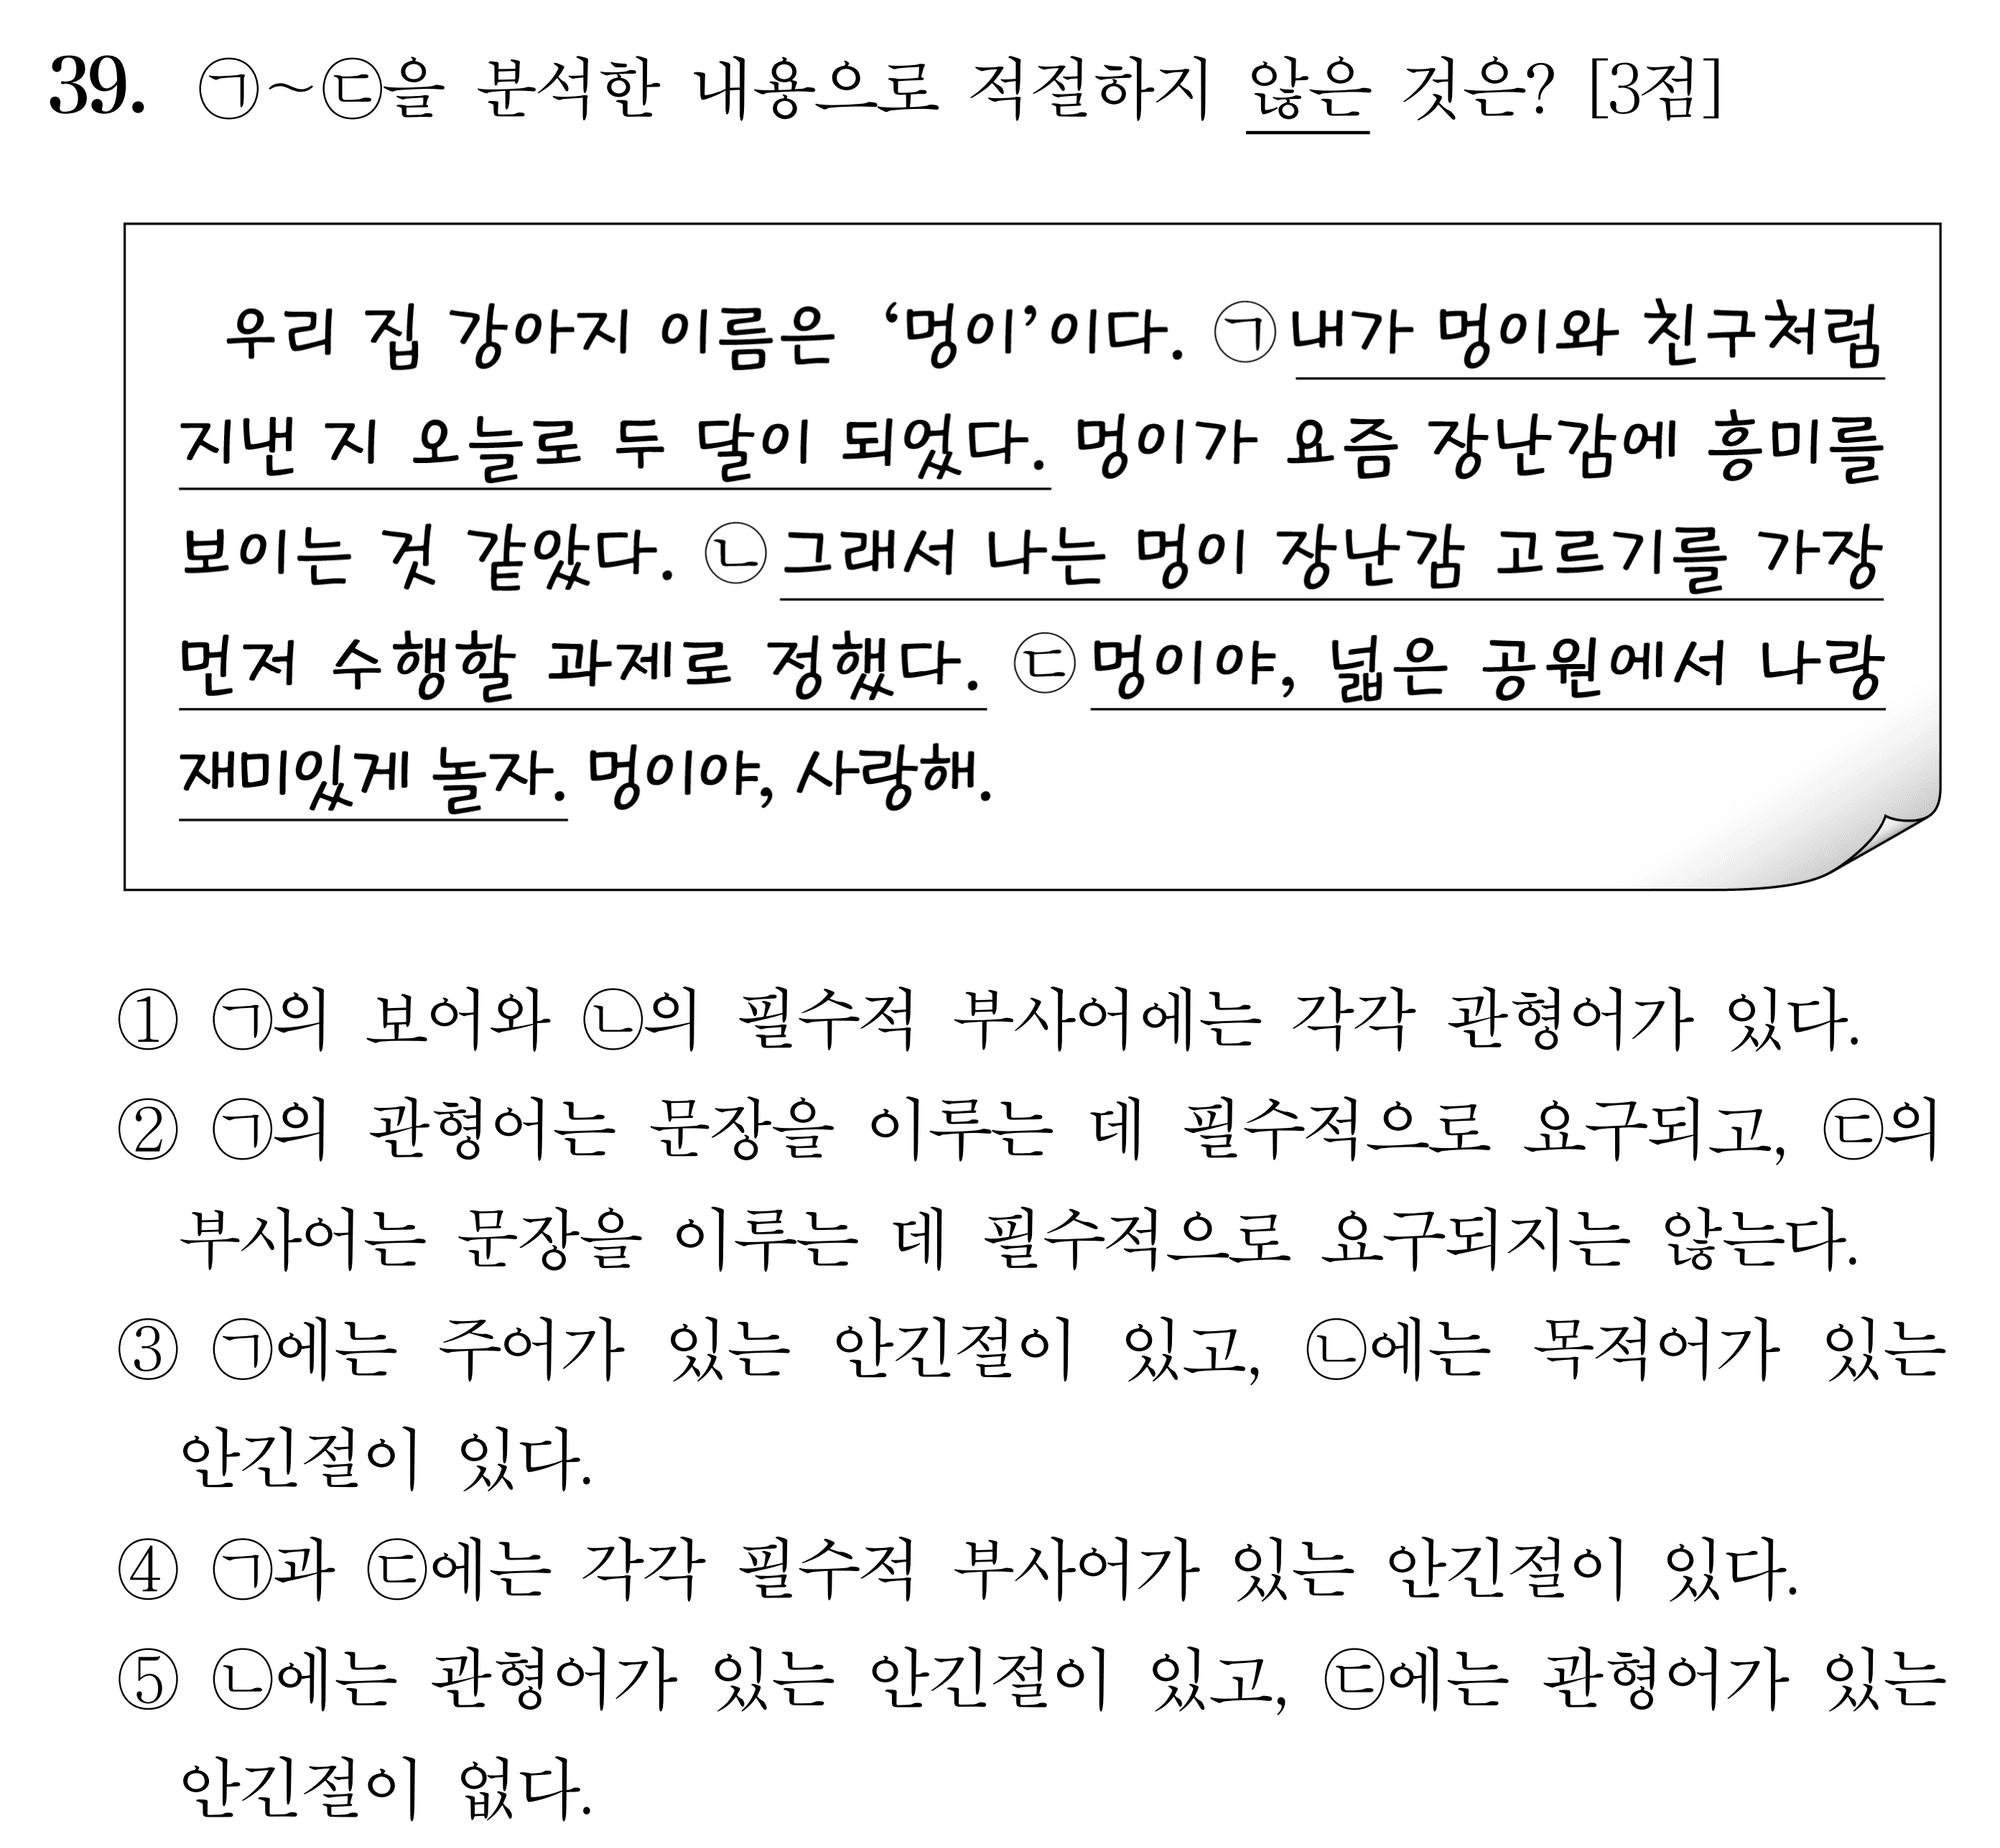 39. ㉠~㉢을 분석한 내용으로 적절하지 않은 것은? [3점]
우리 집 강아지 이름은 ‘멍이’이다. ㉠내가 멍이와 친구처럼
지낸 지 오늘로 두 달이 되었다. 멍이가 요즘 장난감에 흥미를
보이는 것 같았다. ㉡그래서 나는 멍이 장난감 고르기를 가장
먼저 수행할 과제로 정했다. ㉢멍이야, 넓은 공원에서 나랑
재미있게 놀자. 멍이야, 사랑해.
① ㉠의 보어와 ㉡의 필수적 부사어에는 각각 관형어가 있다.
② ㉠의 관형어는 문장을 이루는 데 필수적으로 요구되고, ㉢의
부사어는 문장을 이루는 데 필수적으로 요구되지는 않는다.
③ ㉠에는 주어가 있는 안긴절이 있고, ㉡에는 목적어가 있는
안긴절이 있다.
④ ㉠과 ㉢에는 각각 필수적 부사어가 있는 안긴절이 있다.
⑤ ㉡에는 관형어가 있는 안긴절이 있고, ㉢에는 관형어가 있는
안긴절이 없다.